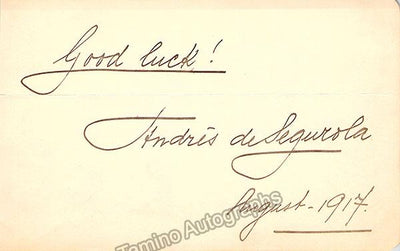 Good luck!
Andrés de Segurola
August-1917.
Tamino Autographs